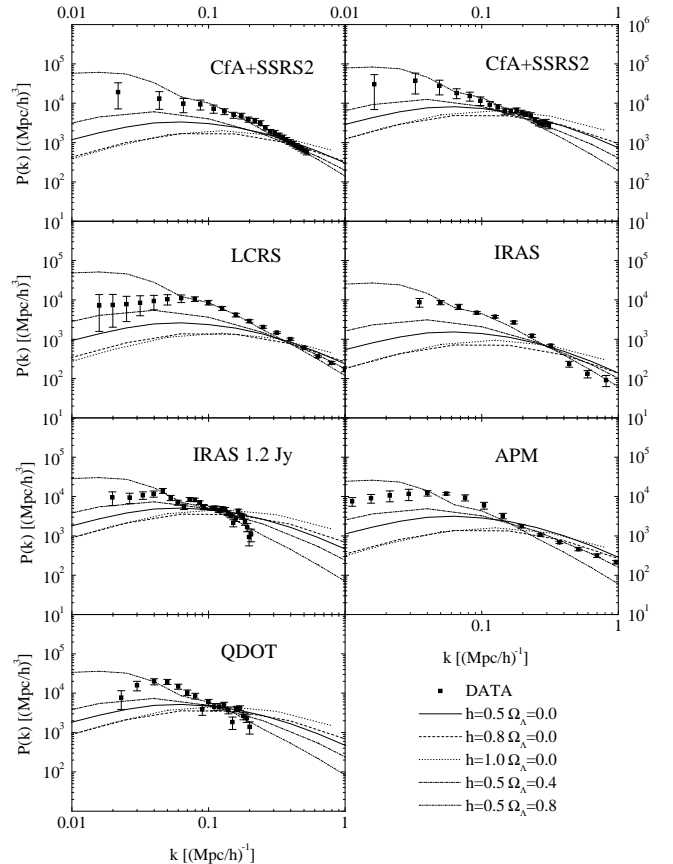 0.01 0.1 0.01 0.1 1
CfA+SSRS2
CfA+SSRS2
10^5 10^4 10^3 10^2 10^1
10^6 10^5 10^4 10^3 10^2 10^1
P(k) [(Mpc/h)^3]
LCRS
IRAS
10^5 10^4 10^3 10^2 10^1
10^5 10^4 10^3 10^2 10^1
P(k) [(Mpc/h)^3]
IRAS 1.2 Jy
APM
10^5 10^4 10^3 10^2 10^1
10^5 10^4 10^3 10^2 10^1
P(k) [(Mpc/h)^3]
0.1 1
k [(Mpc/h)^-1]
QDOT
10^5 10^4 10^3 10^2 10^1
P(k) [(Mpc/h)^3]
0.01 0.1 1
k [(Mpc/h)^-1]
DATA
h=0.5 Ω_Λ=0.0
h=0.8 Ω_Λ=0.0
h=1.0 Ω_Λ=0.0
h=0.5 Ω_Λ=0.4
h=0.5 Ω_Λ=0.8